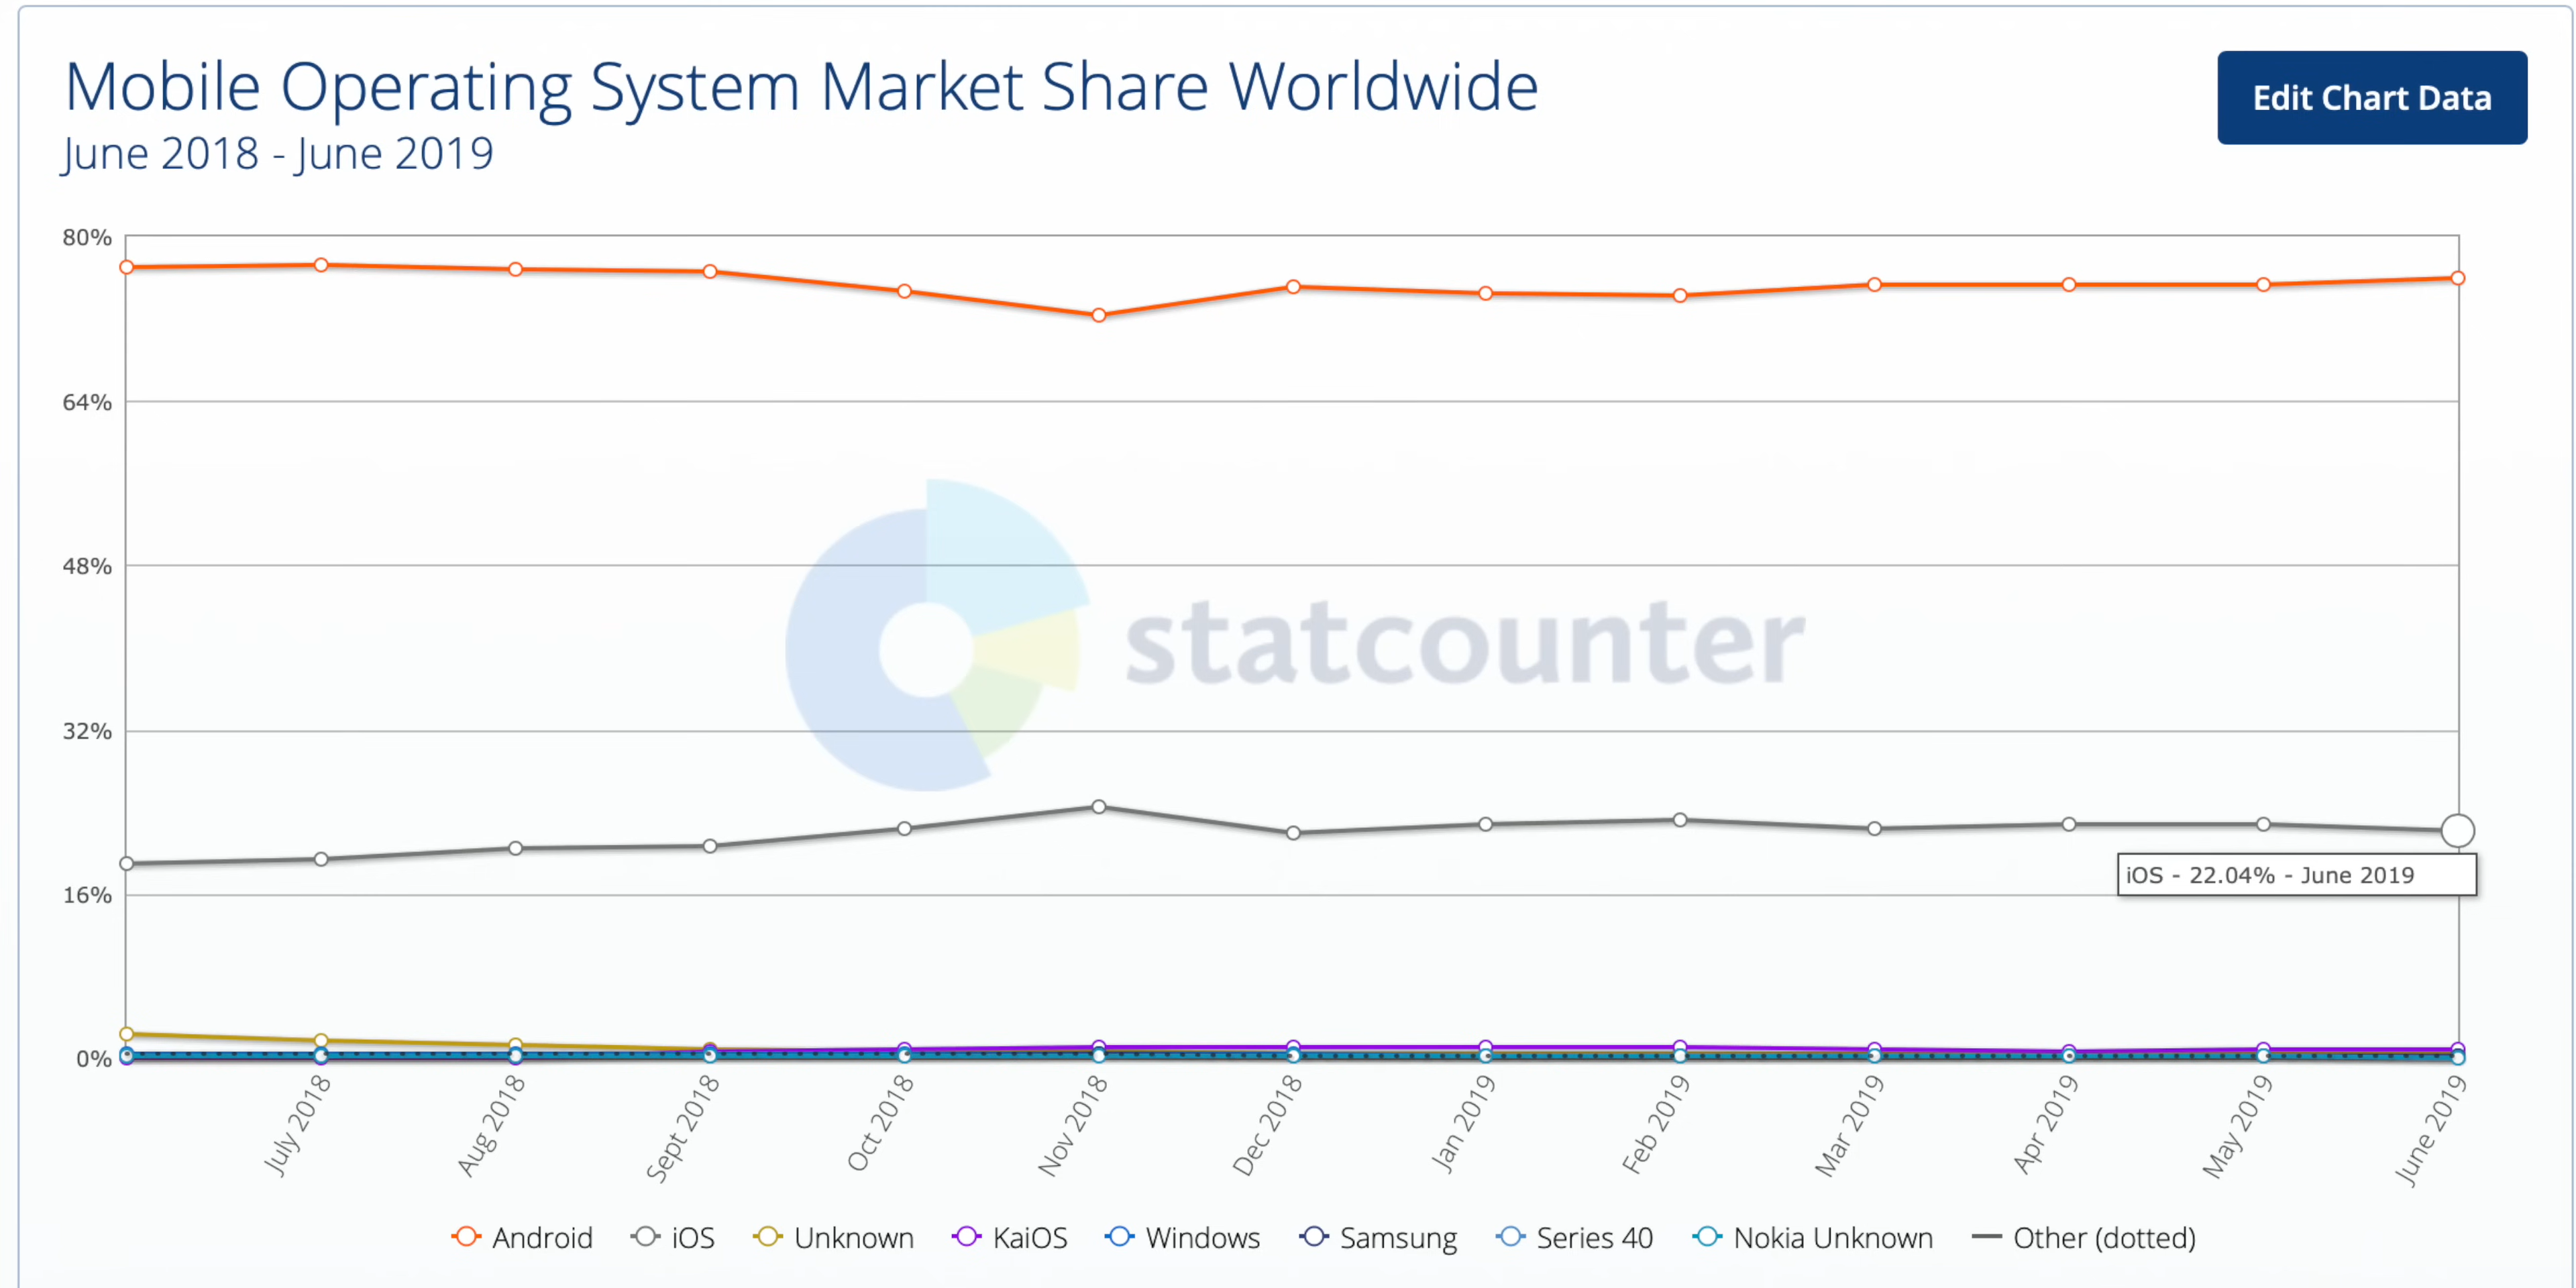 Mobile Operating System Market Share Worldwide
Edit Chart Data
June 2018 - June 2019
80%
64%
48%
statcounter
32%
iOS - 22.04% - June 2019
16%
0%
July 2018
Aug 2018
Sept 2018
Oct 2018
Nov 2018
Dec 2018
Jan 2019
Feb 2019
Mar 2019
Apr 2019
May 2019
June 2019
Android iOS Unknown KaiOS Windows Samsung Series 40 Nokia Unknown Other (dotted)